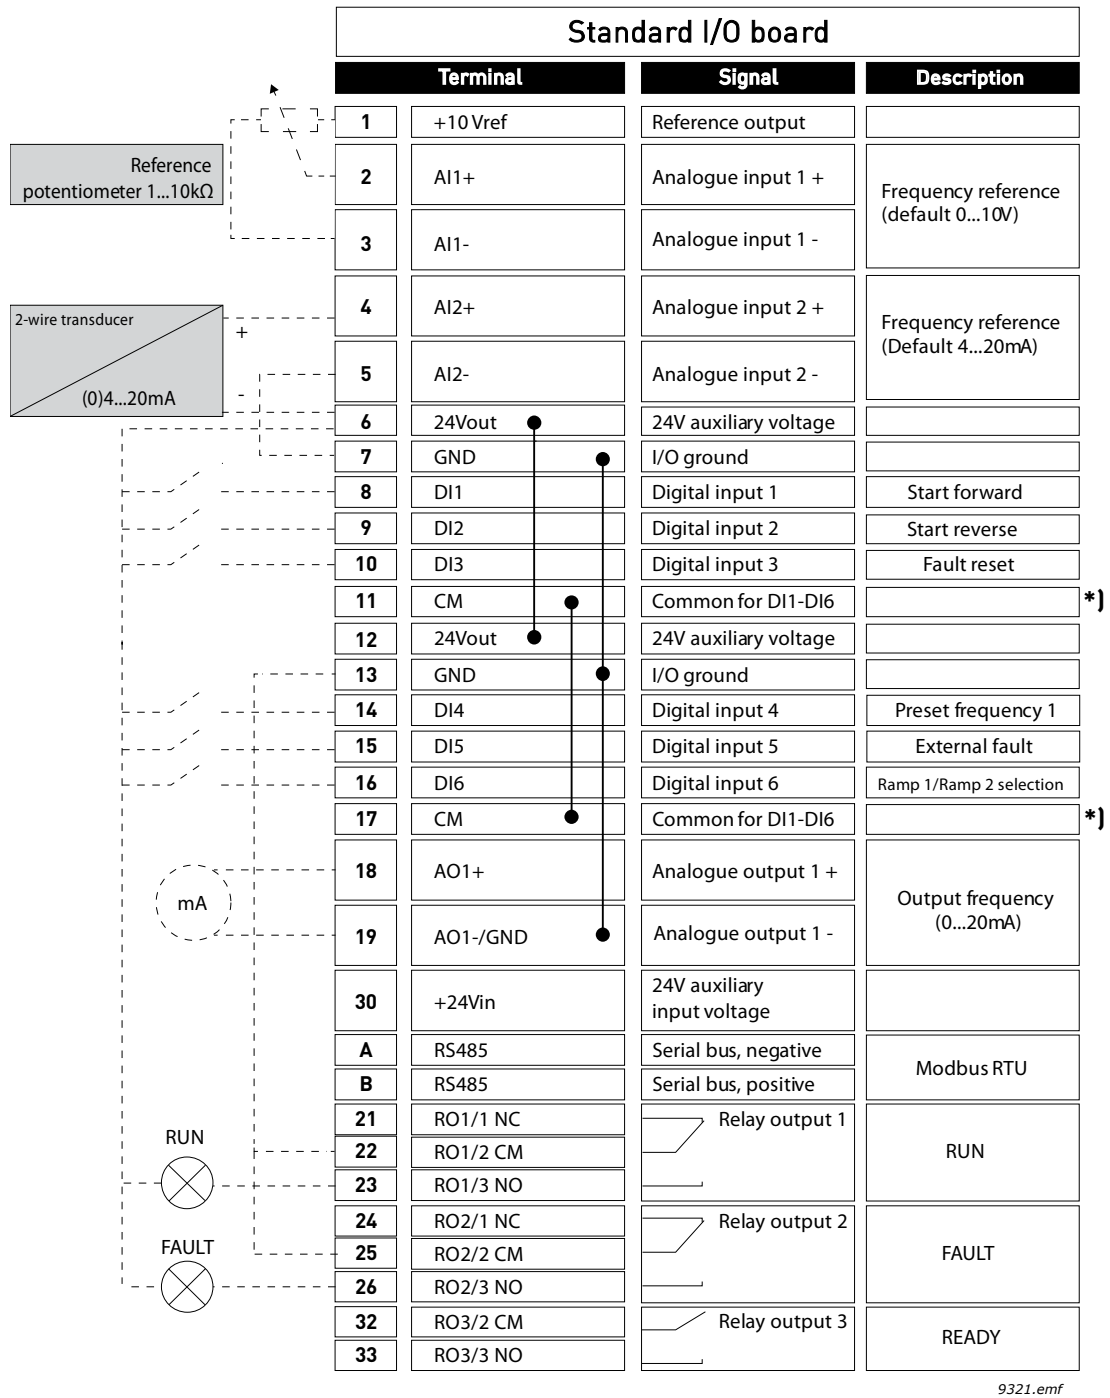 Standard I/O board
Terminal Signal Description
1 +10 Vref Reference output
Reference
potentiometer 1...10kΩ
2 AI1+ Analogue input 1 +
Frequency reference
(default 0...10V)
3 AI1- Analogue input 1 -
4 AI2+ Analogue input 2 +
2-wire transducer
+
-
(0)4...20mA
Frequency reference
(Default 4...20mA)
5 AI2- Analogue input 2 -
6 24Vout 24V auxiliary voltage
7 GND I/O ground
8 DI1 Digital input 1 Start forward
9 DI2 Digital input 2 Start reverse
10 DI3 Digital input 3 Fault reset
11 CM Common for DI1-DI6 *)
12 24Vout 24V auxiliary voltage
13 GND I/O ground
14 DI4 Digital input 4 Preset frequency 1
15 DI5 Digital input 5 External fault
16 DI6 Digital input 6 Ramp 1/Ramp 2 selection
17 CM Common for DI1-DI6 *)
18 AO1+ Analogue output 1 +
mA
Output frequency
(0...20mA)
19 AO1-/GND Analogue output 1 -
30 +24Vin 24V auxiliary
input voltage
A RS485 Serial bus, negative
Modbus RTU
B RS485 Serial bus, positive
21 RO1/1 NC Relay output 1
RUN
22 RO1/2 CM RUN
23 RO1/3 NO
24 RO2/1 NC Relay output 2
FAULT
25 RO2/2 CM FAULT
26 RO2/3 NO
32 RO3/2 CM Relay output 3
READY
33 RO3/3 NO
9321.emf